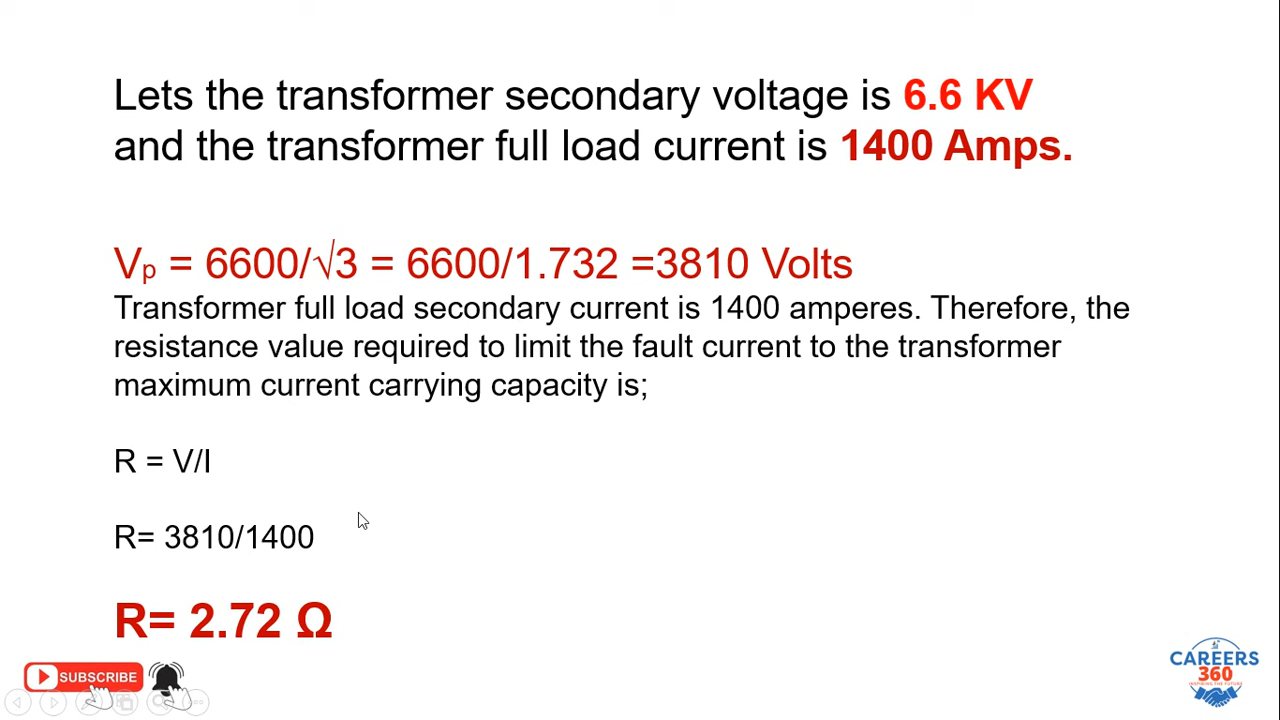 Lets the transformer secondary voltage is 6.6 KV
and the transformer full load current is 1400 Amps.
Vp = 6600/√3 = 6600/1.732 =3810 Volts
Transformer full load secondary current is 1400 amperes. Therefore, the
resistance value required to limit the fault current to the transformer
maximum current carrying capacity is;
R = V/I
R= 3810/1400
R= 2.72 Ω
SUBSCRIBE
CAREERS
360
INSPIRING THE FUTURE